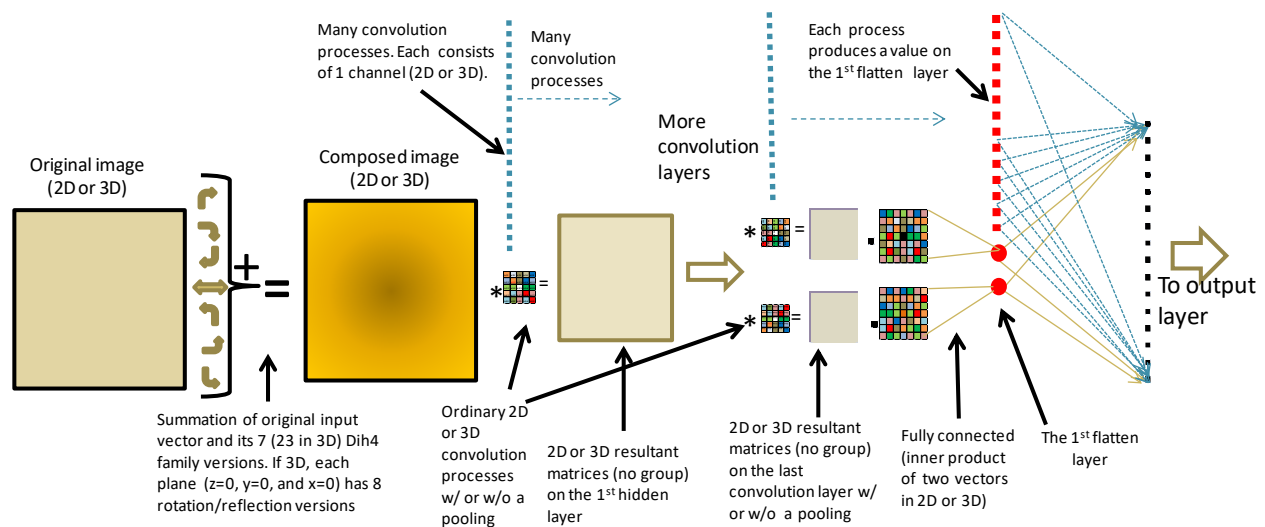 Many convolution
processes. Each consists
of 1 channel (2D or 3D).
Many
convolution
processes
Each process
produces a value on
the 1st flatten layer
Original image
(2D or 3D)
Composed image
(2D or 3D)
More
convolution
layers
+
=
*
=
*
=
.
*
=
.
To output
layer
Summation of original input
vector and its 7 (23 in 3D) Dih4
family versions. If 3D, each
plane (z=0, y=0, and x=0) has 8
rotation/reflection versions
Ordinary 2D
or 3D
convolution
processes
w/ or w/o a
pooling
2D or 3D resultant
matrices (no group)
on the 1st hidden
layer
2D or 3D resultant
matrices (no group)
on the last
convolution layer w/
or w/o a pooling
Fully connected
(inner product
of two vectors
in 2D or 3D)
The 1st flatten
layer